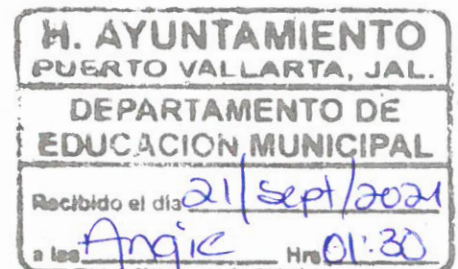 H. AYUNTAMIENTO
PUERTO VALLARTA, JAL.
DEPARTAMENTO DE
EDUCACION MUNICIPAL
Recibido el dia 21/Sept/2021
a las Angie Hrs 01:30